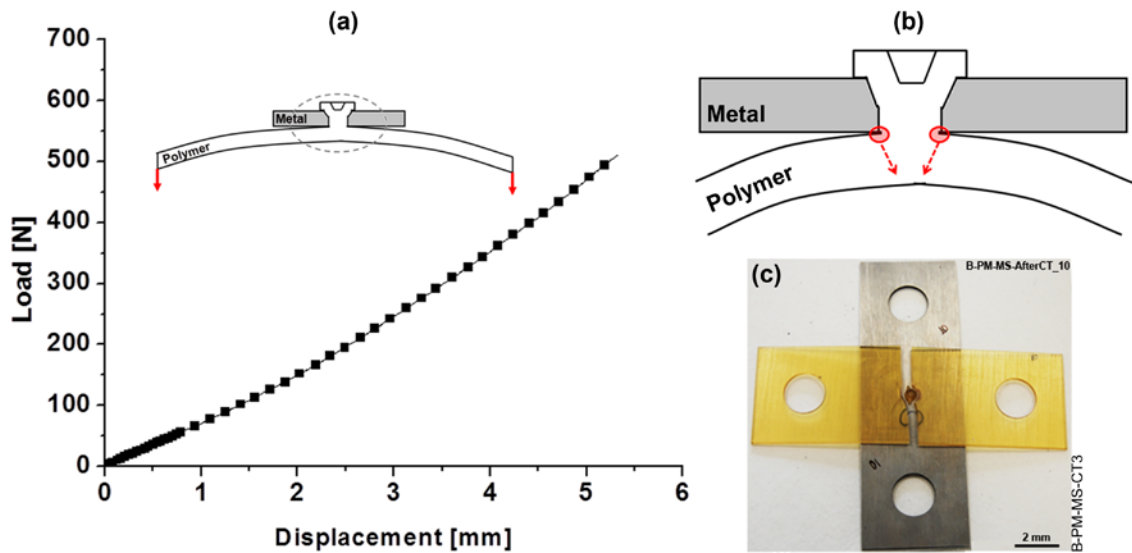 (a)
Load [N]
700
600
500
400
300
200
100
0
0 1 2 3 4 5 6
Displacement [mm]
Metal
Polymer
(b)
Metal
Polymer
(c)
B-PM-MS-AfterCT_10
B-PM-MS-CT3
2 mm